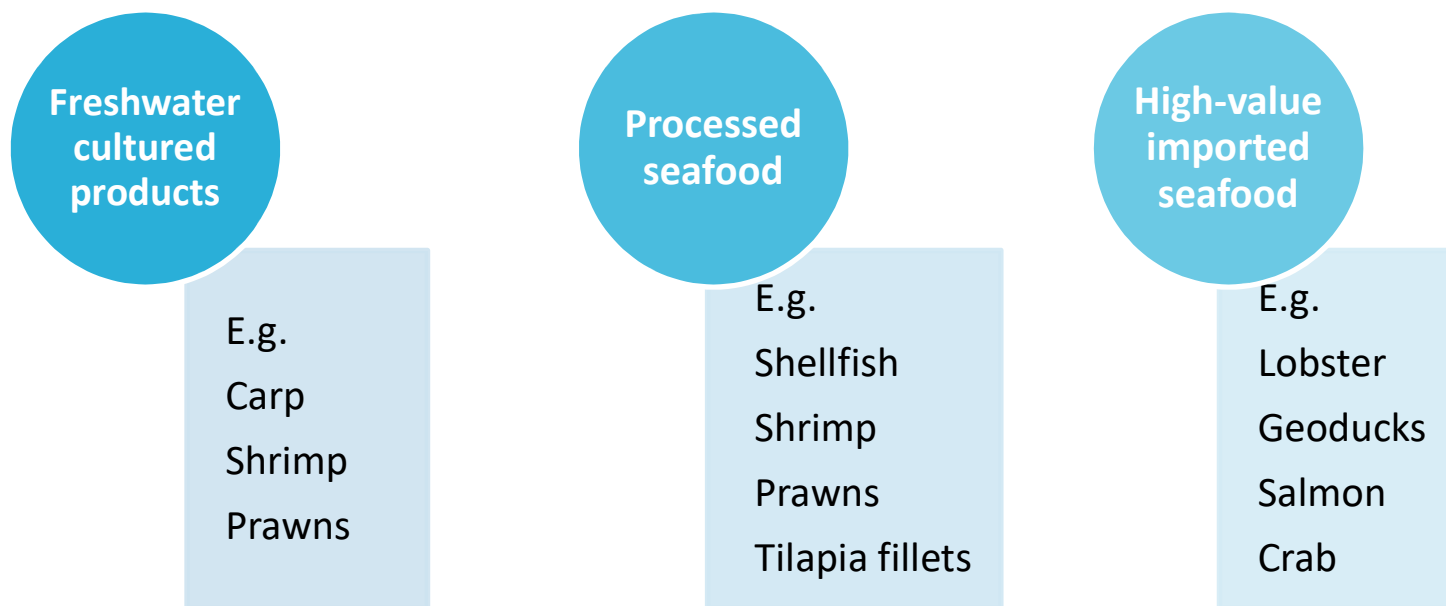 Freshwater
cultured
products
E.g.
Carp
Shrimp
Prawns
Processed
seafood
E.g.
Shellfish
Shrimp
Prawns
Tilapia fillets
High-value
imported
seafood
E.g.
Lobster
Geoducks
Salmon
Crab